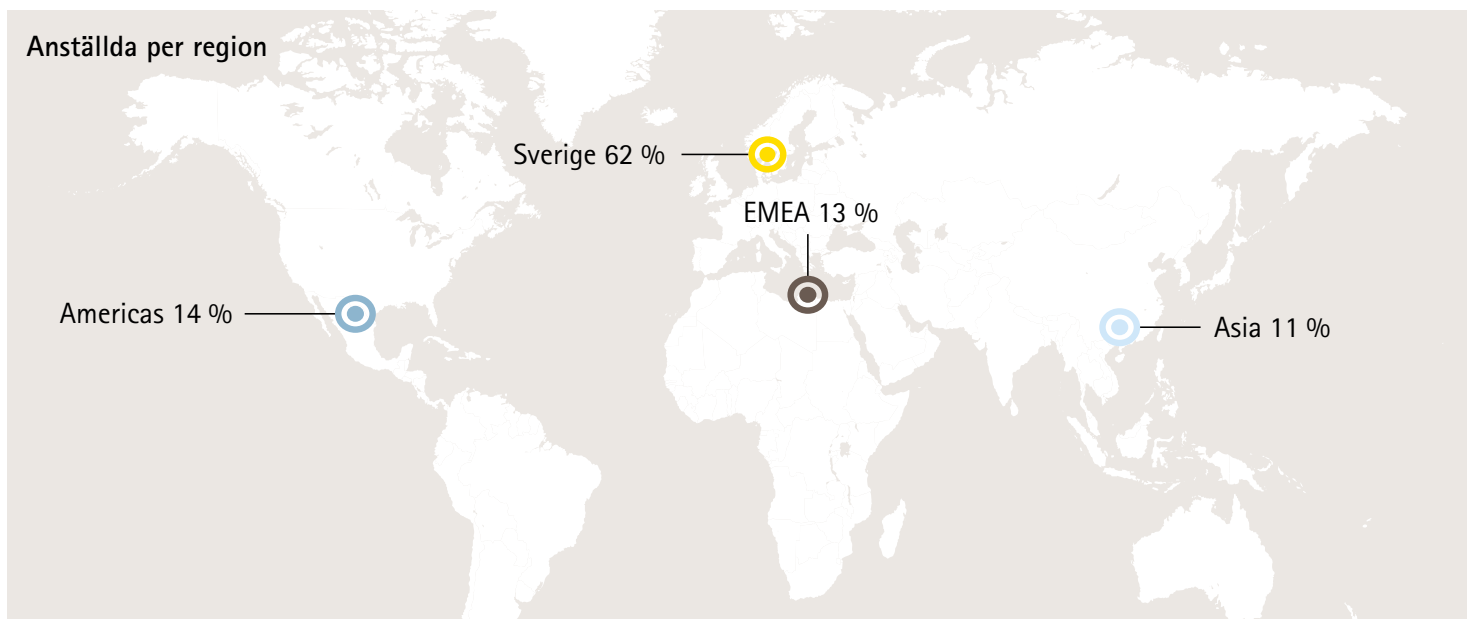 Anställda per region
Sverige 62 %
EMEA 13 %
Americas 14 %
Asia 11 %